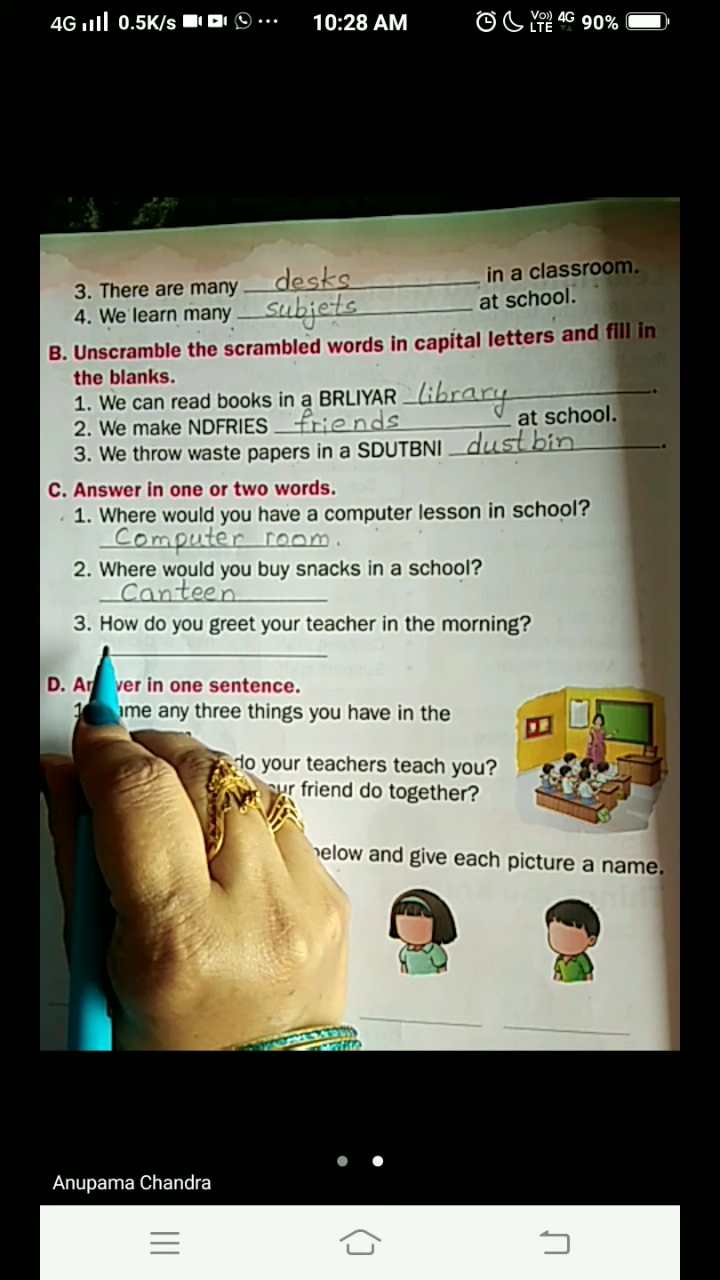 4G 0.5K/s 10:28 AM Vo) LTE 4G 90%
3. There are many desks in a classroom.
4. We learn many subjets at school.
B. Unscramble the scrambled words in capital letters and fill in
the blanks.
1. We can read books in a BRLIYAR library.
2. We make NDFRIES friends at school.
3. We throw waste papers in a SDUTBNI dustbin.
C. Answer in one or two words.
1. Where would you have a computer lesson in school?
Computer room.
2. Where would you buy snacks in a school?
Canteen
3. How do you greet your teacher in the morning?
D. in one sentence.
any three things you have in the
do your teachers teach you?
friend do together?
and give each picture a name.
Anupama Chandra